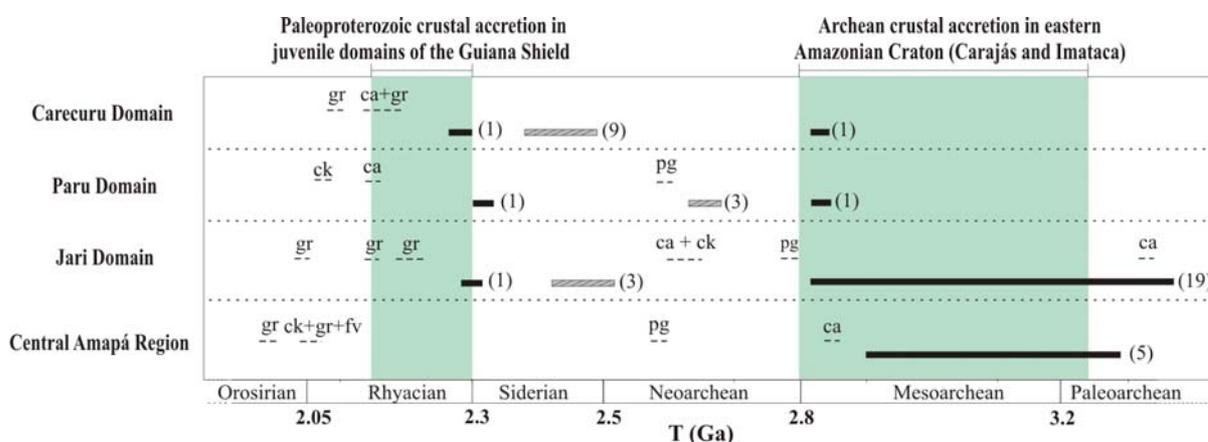 Paleoproterozoic crustal accretion in
juvenile domains of the Guiana Shield
Archean crustal accretion in eastern
Amazonian Craton (Carajás and Imataca)
Carecuru Domain
gr ca+gr
(1) (9) (1)
Paru Domain
ck ca pg
(1) (3) (1)
Jari Domain
gr gr gr ca + ck pg ca
(1) (3) (19)
Central Amapá Region
gr ck+gr+fv pg ca
(5)
Orosirian Rhyacian Siderian Neoarchean Mesoarchean Paleoarchean
2.05 2.3 2.5 2.8 3.2
T (Ga)